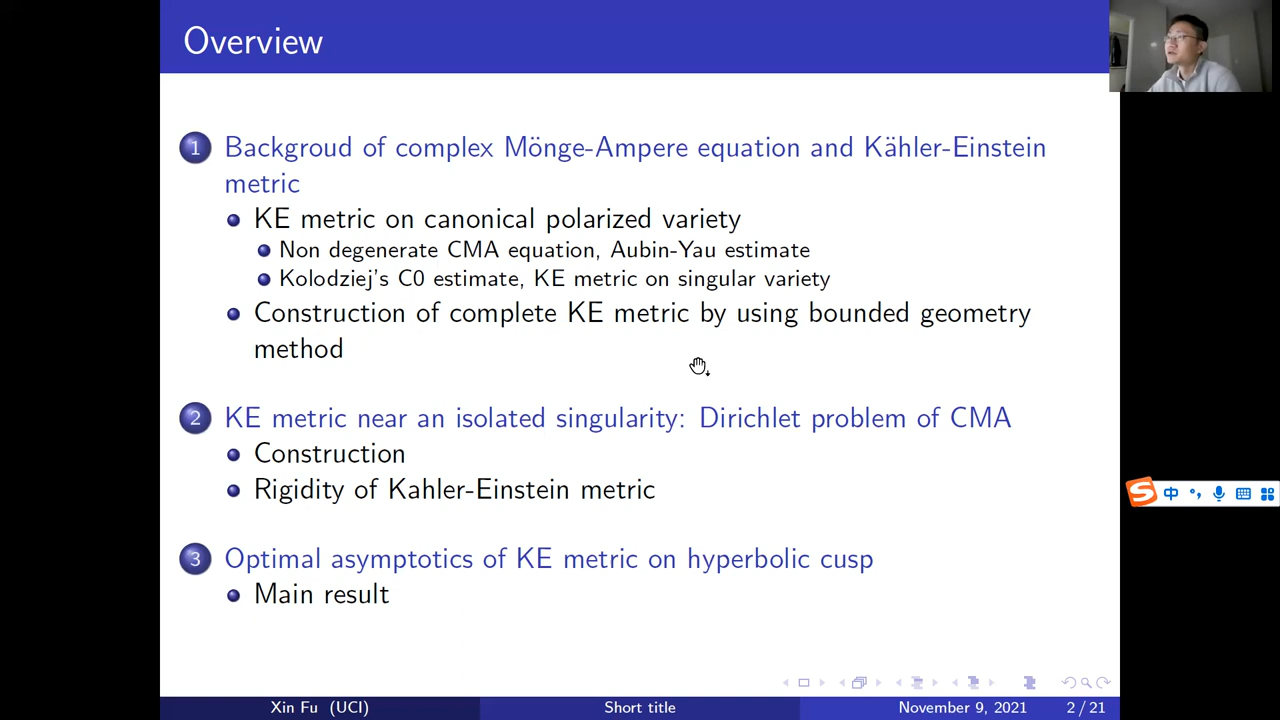 Overview
1 Backgroud of complex Mönge-Ampere equation and Kähler-Einstein
metric
KE metric on canonical polarized variety
Non degenerate CMA equation, Aubin-Yau estimate
Kolodziej's C0 estimate, KE metric on singular variety
Construction of complete KE metric by using bounded geometry
method
2 KE metric near an isolated singularity: Dirichlet problem of CMA
Construction
Rigidity of Kahler-Einstein metric
3 Optimal asymptotics of KE metric on hyperbolic cusp
Main result
S 中
Xin Fu (UCI) Short title November 9, 2021 2 / 21